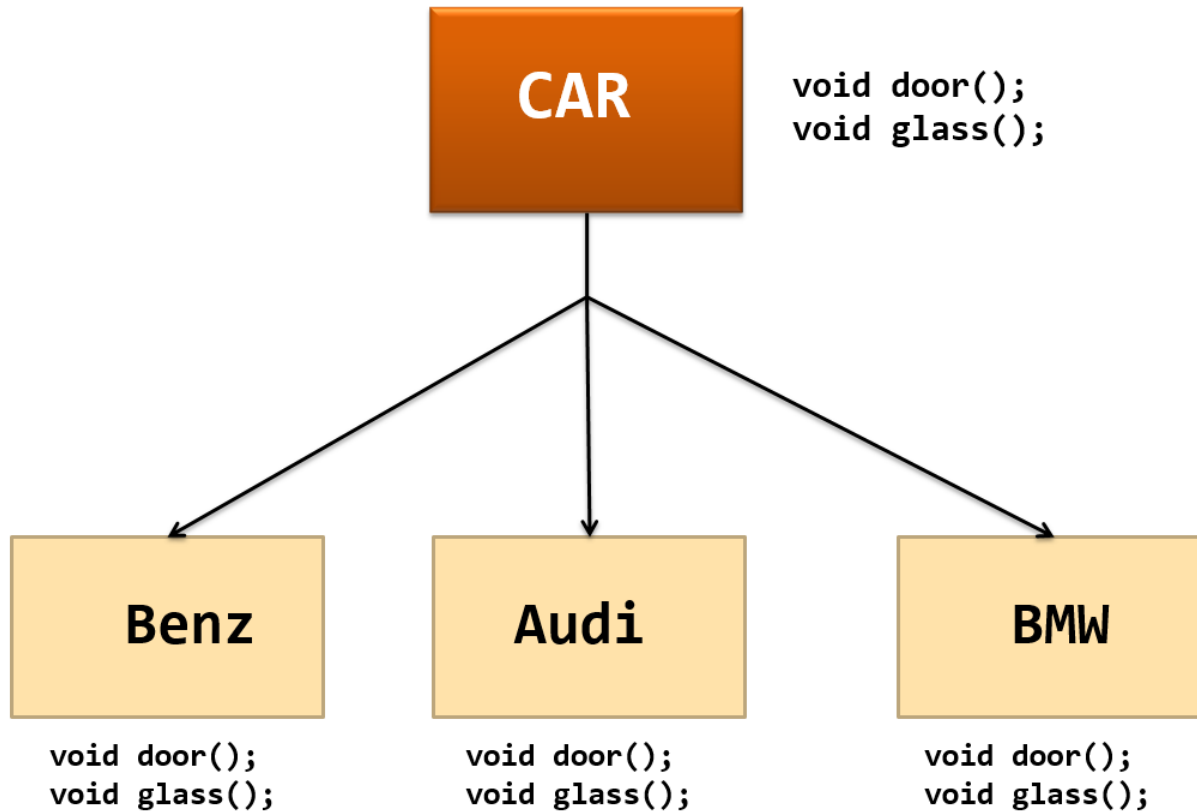 CAR
void door();
void glass();
Benz
Audi
BMW
void door();
void glass();
void door();
void glass();
void door();
void glass();